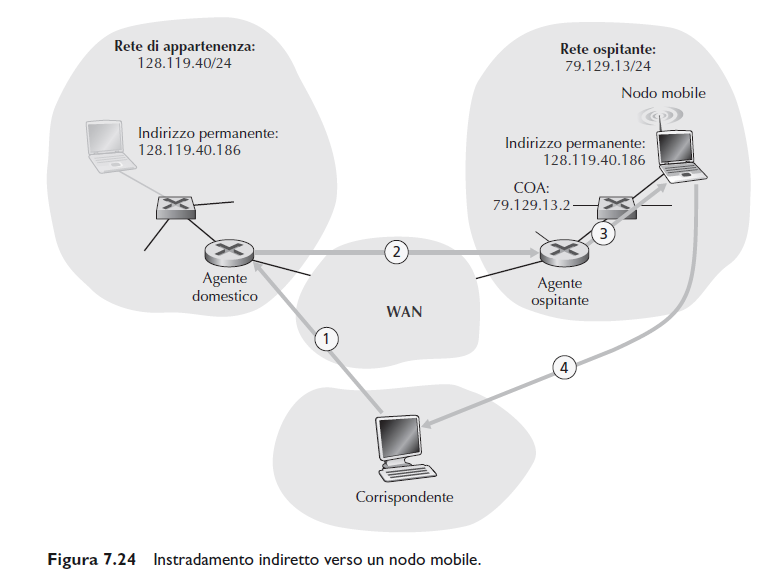 Rete di appartenenza:
128.119.40/24
Rete ospitante:
79.129.13/24
Nodo mobile
Indirizzo permanente:
128.119.40.186
Indirizzo permanente:
128.119.40.186
COA:
79.129.13.2
3
2
Agente
domestico
Agente
ospitante
WAN
1
4
Corrispondente
Figura 7.24 Instradamento indiretto verso un nodo mobile.